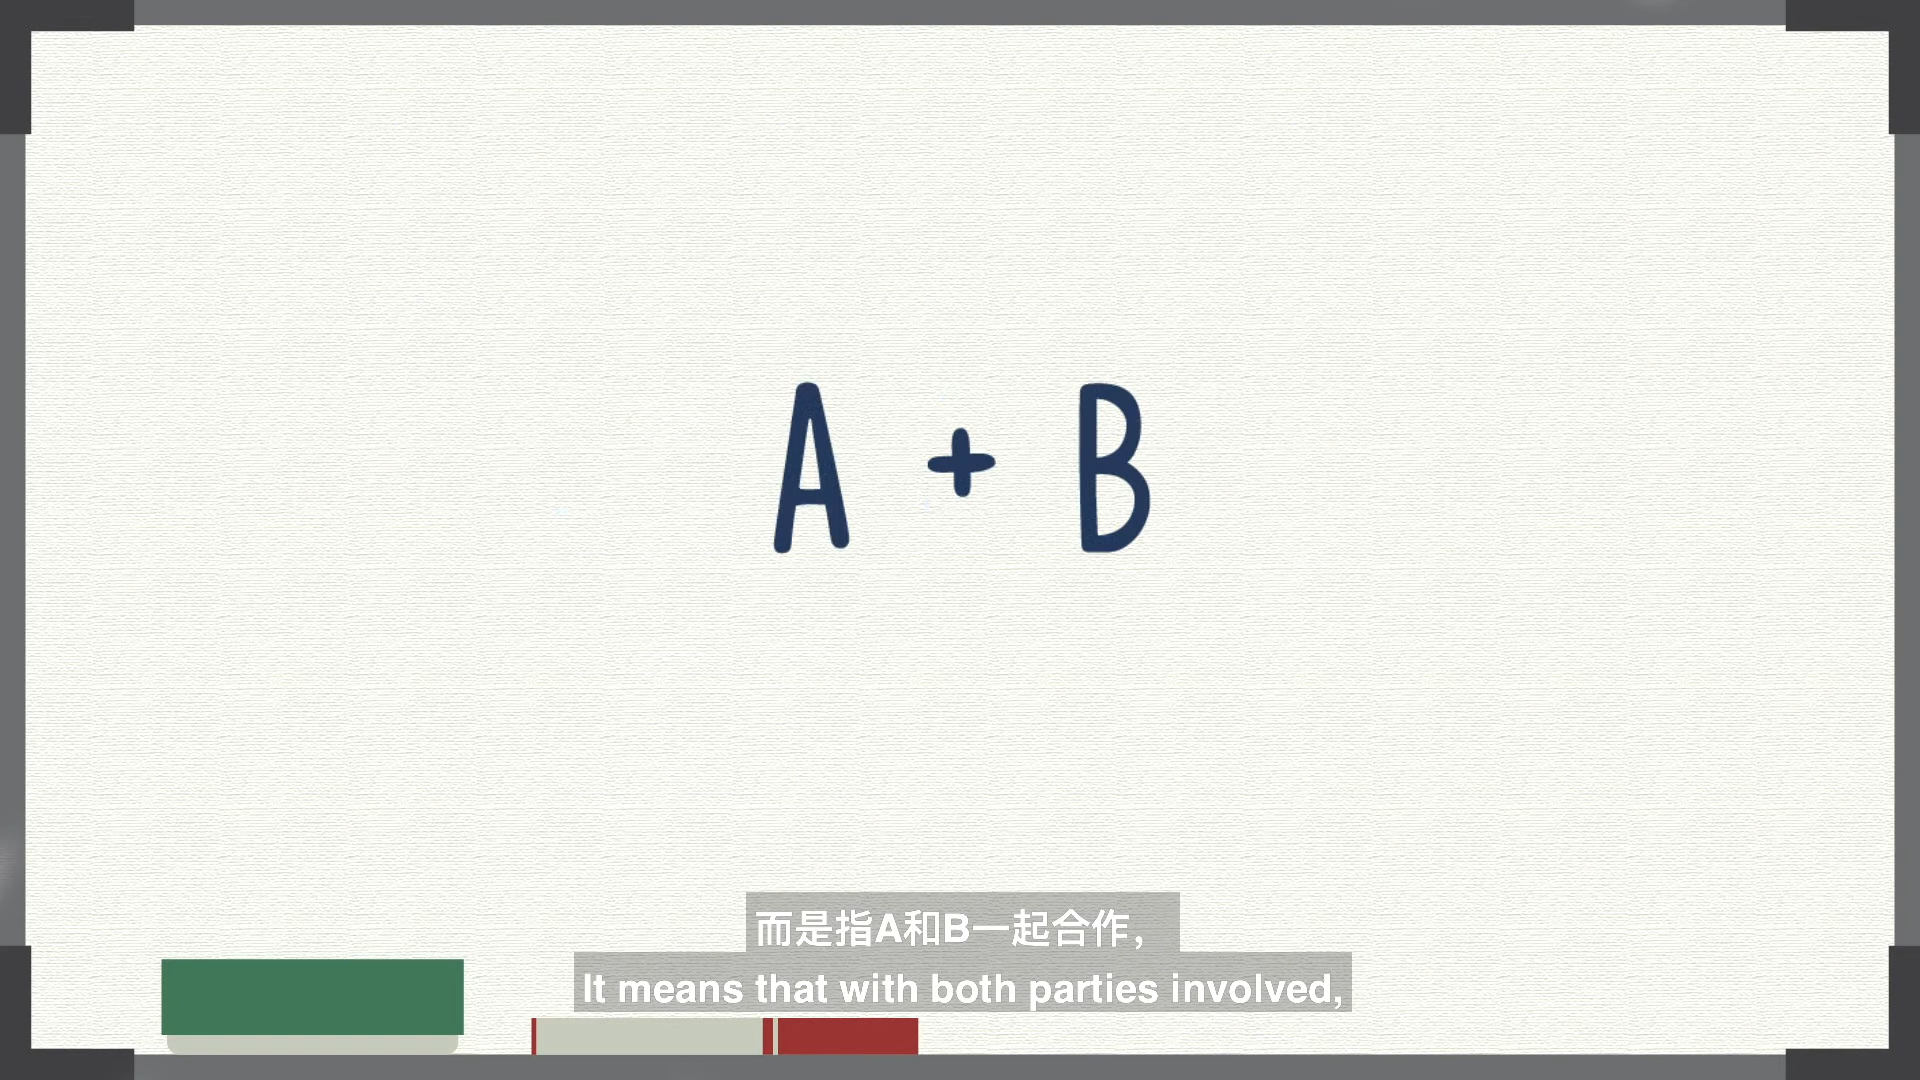 A + B
而是指A和B一起合作，
It means that with both parties involved,